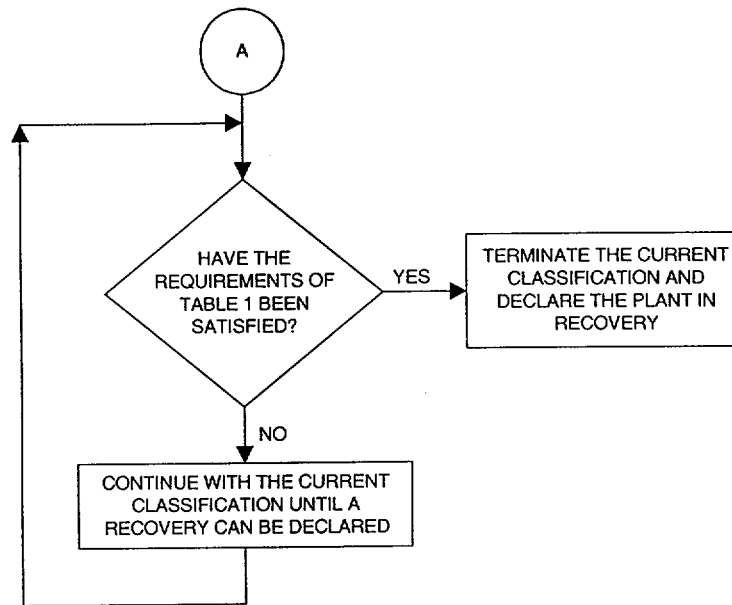 A
HAVE THE
REQUIREMENTS OF
TABLE 1 BEEN
SATISFIED?
YES
TERMINATE THE CURRENT
CLASSIFICATION AND
DECLARE THE PLANT IN
RECOVERY
NO
CONTINUE WITH THE CURRENT
CLASSIFICATION UNTIL A
RECOVERY CAN BE DECLARED